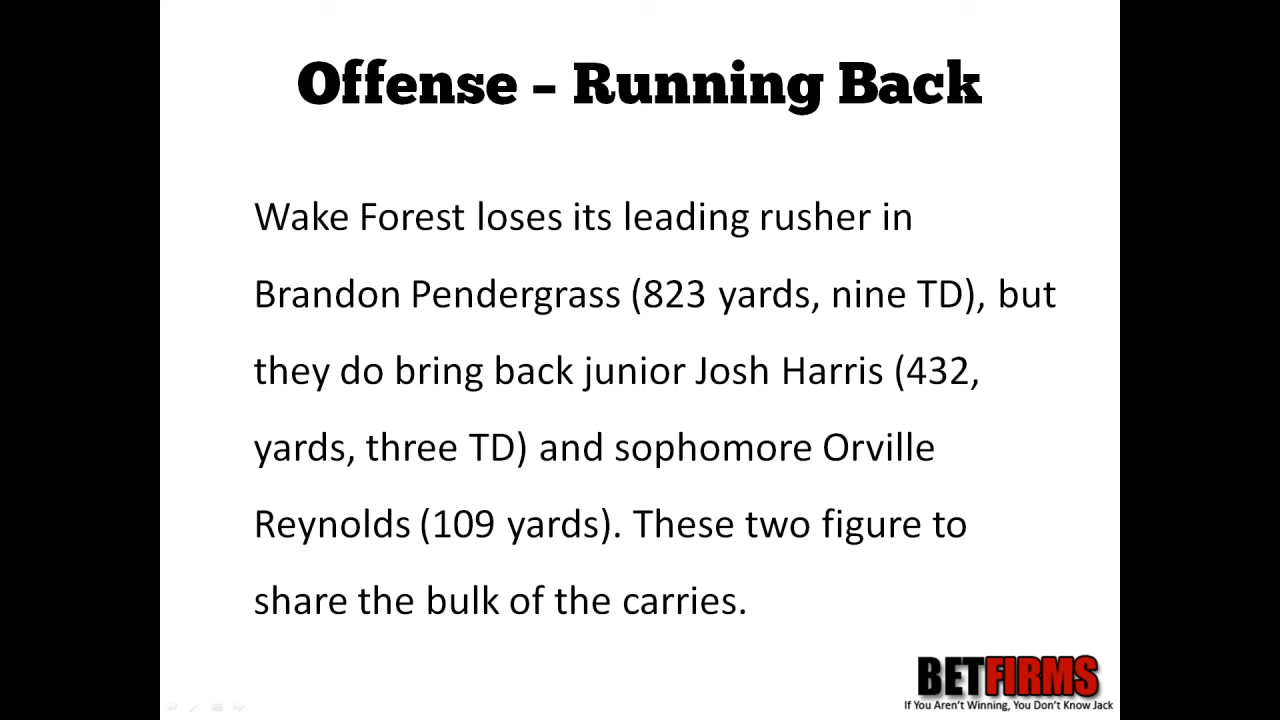 Offense – Running Back
Wake Forest loses its leading rusher in
Brandon Pendergrass (823 yards, nine TD), but
they do bring back junior Josh Harris (432,
yards, three TD) and sophomore Orville
Reynolds (109 yards). These two figure to
share the bulk of the carries.
BETFIRMS
If You Aren't Winning, You Don't Know Jack